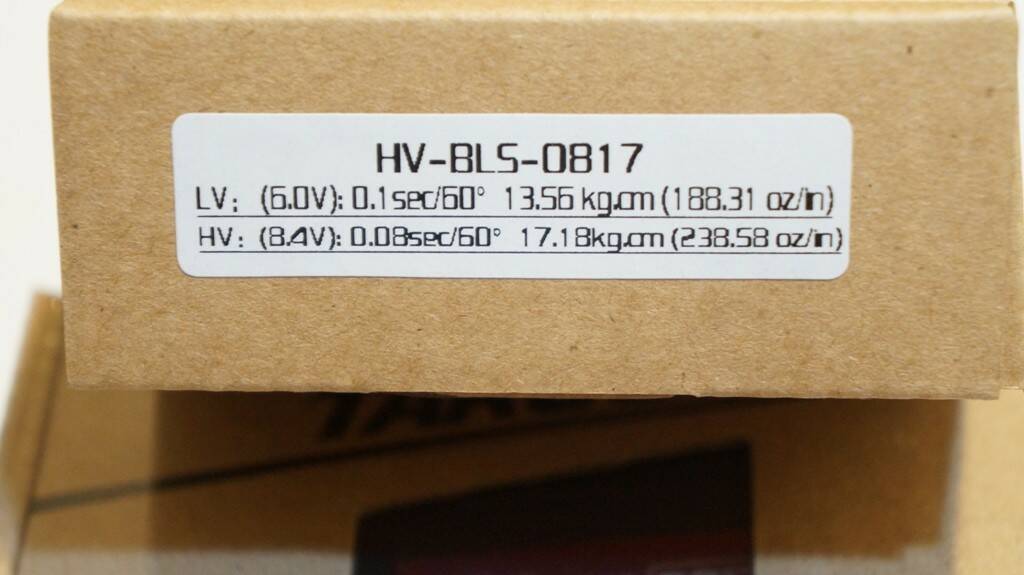 HV-BLS-0817
LV: (6.0V): 0.1sec/60° 13.56 kg.cm (188.31 oz/in)
HV: (8.4V): 0.08sec/60° 17.18kg.cm (238.58 oz/in)